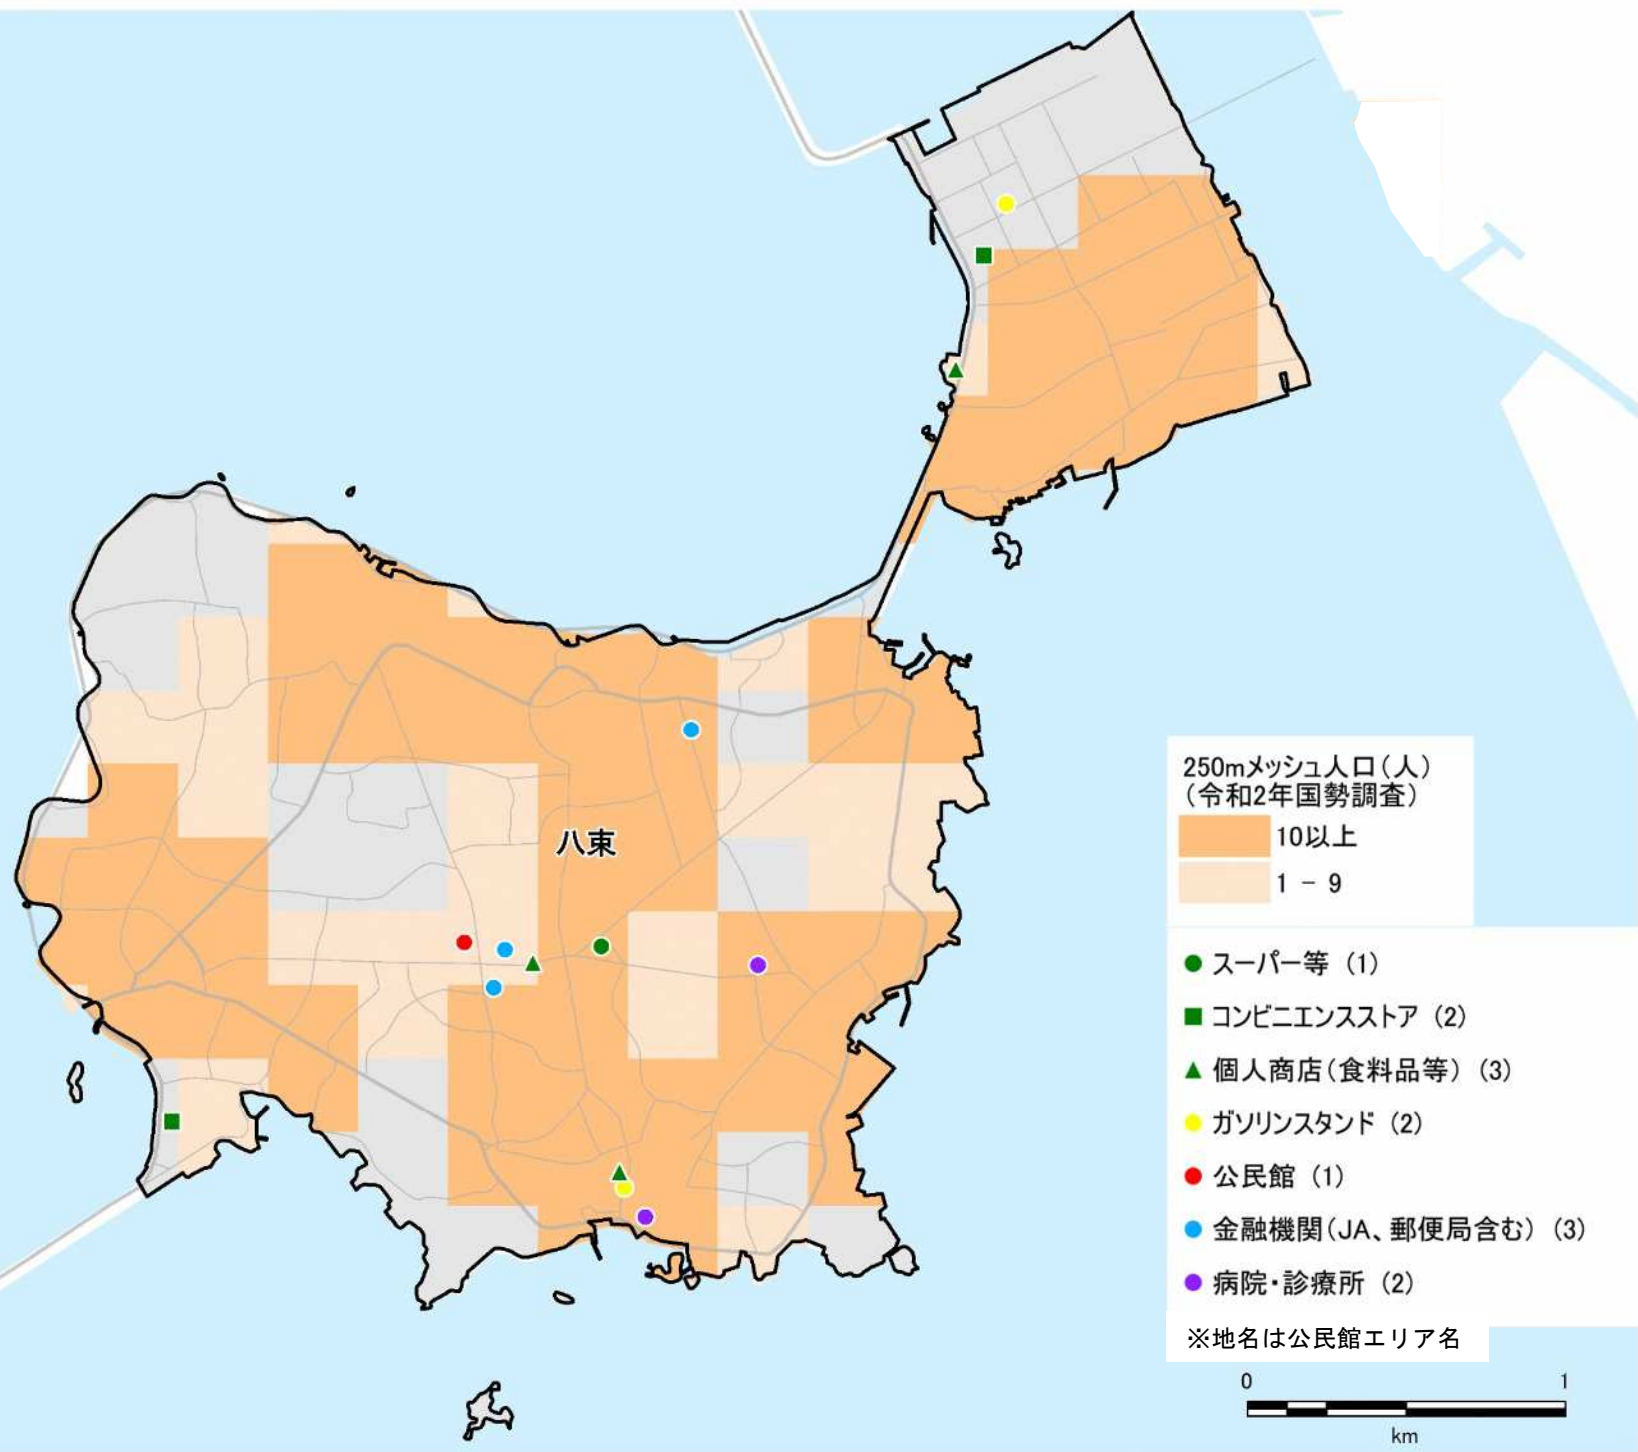 八束
250mメッシュ人口(人)
(令和2年国勢調査)
10以上
1 - 9
スーパー等 (1)
コンビニエンスストア (2)
個人商店(食料品等) (3)
ガソリンスタンド (2)
公民館 (1)
金融機関(JA、郵便局含む) (3)
病院・診療所 (2)
※地名は公民館エリア名
0 1
km